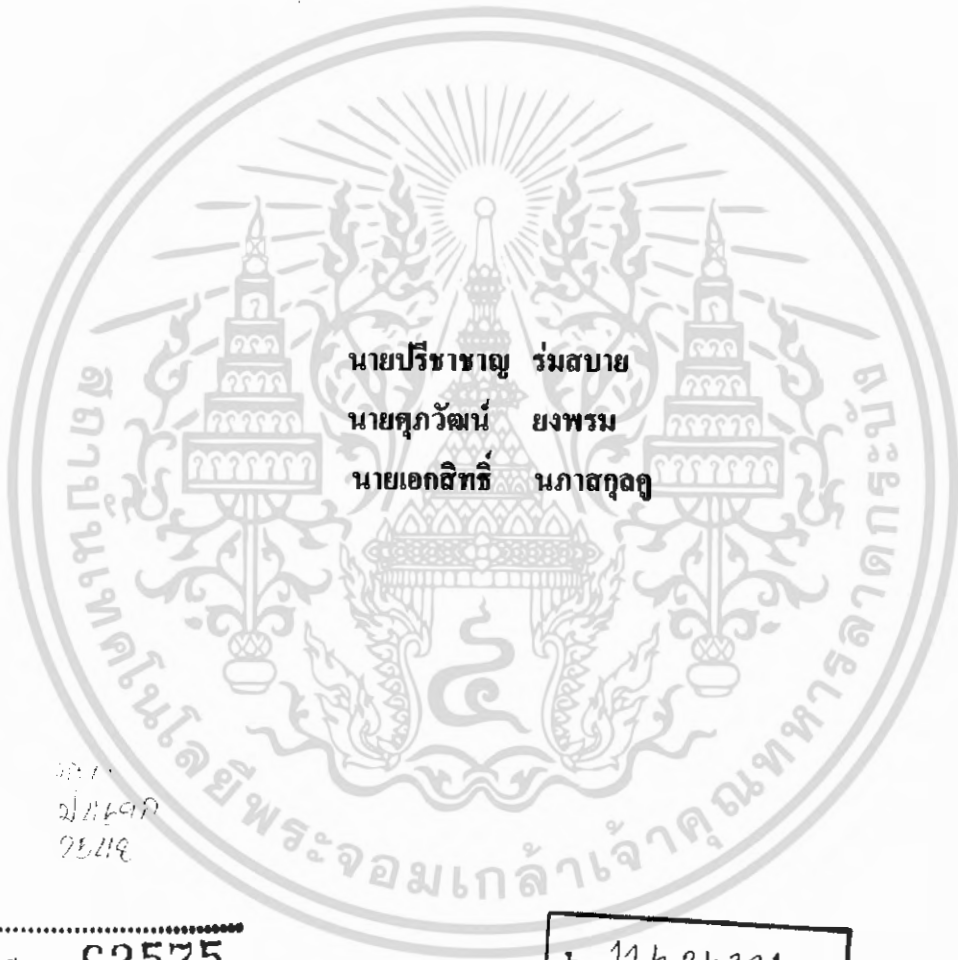 นายปรีชาชาญ ร่มสบาย
นายศุภวัฒน์ ยงพรม
นายเอกสิทธิ์ นภาสกุลคู
สถาบันเทคโนโลยีพระจอมเกล้าเจ้าคุณทหารลาดกระบัง
62575